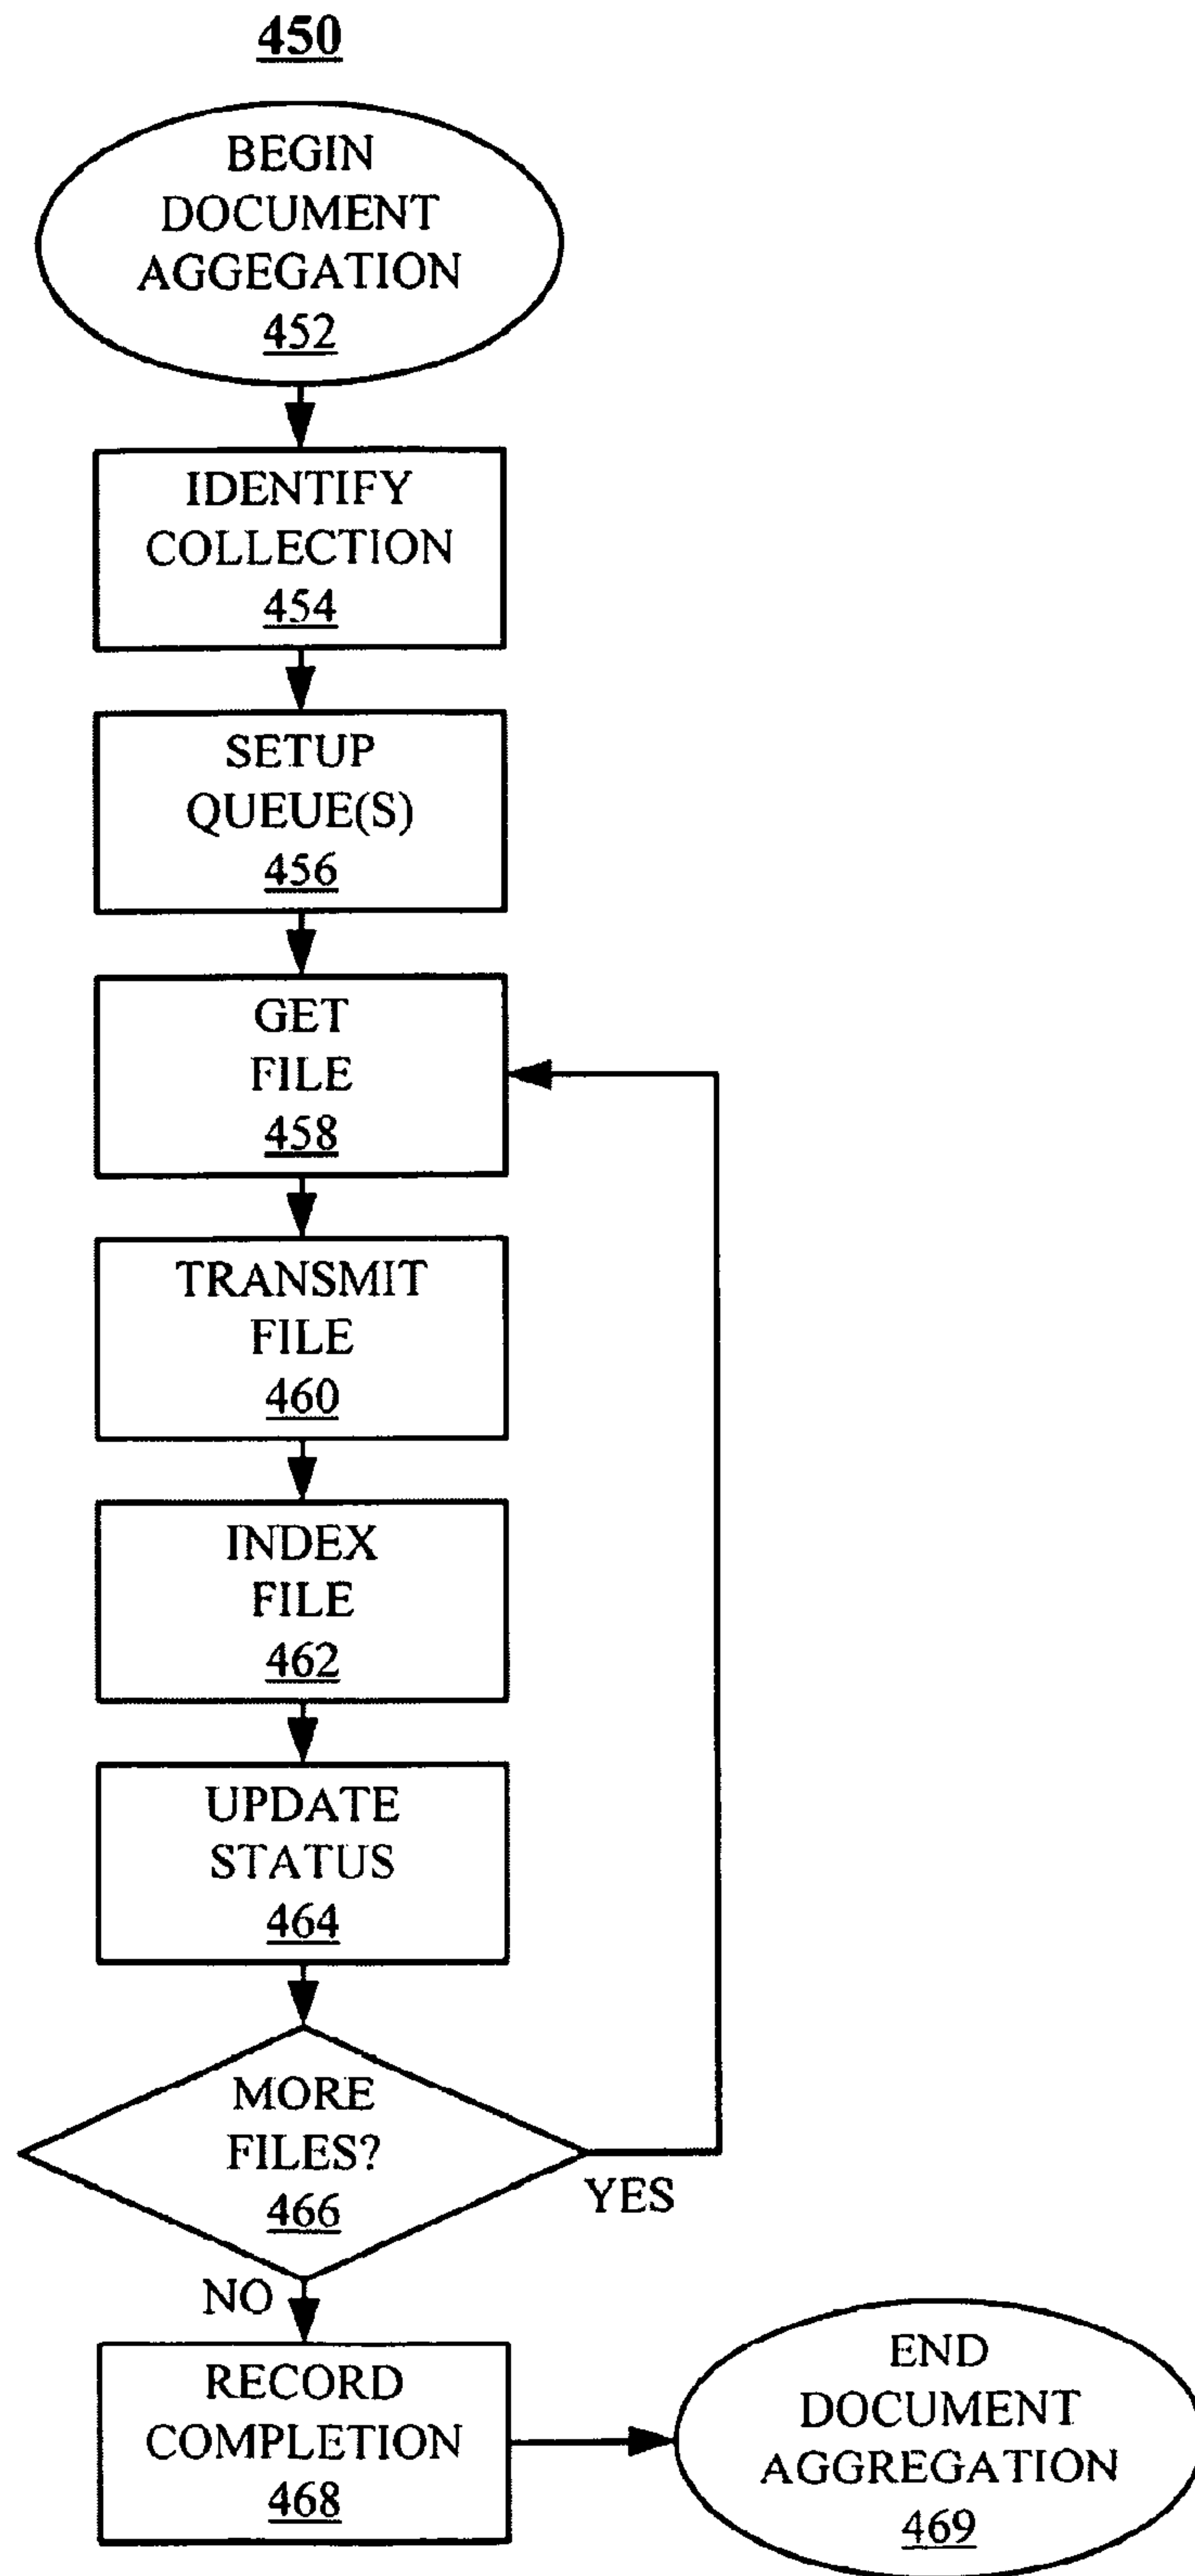 450
BEGIN
DOCUMENT
AGGEGATION
452
IDENTIFY
COLLECTION
454
SETUP
QUEUE(S)
456
GET
FILE
458
TRANSMIT
FILE
460
INDEX
FILE
462
UPDATE
STATUS
464
MORE
FILES?
466
YES
NO
RECORD
COMPLETION
468
END
DOCUMENT
AGGREGATION
469